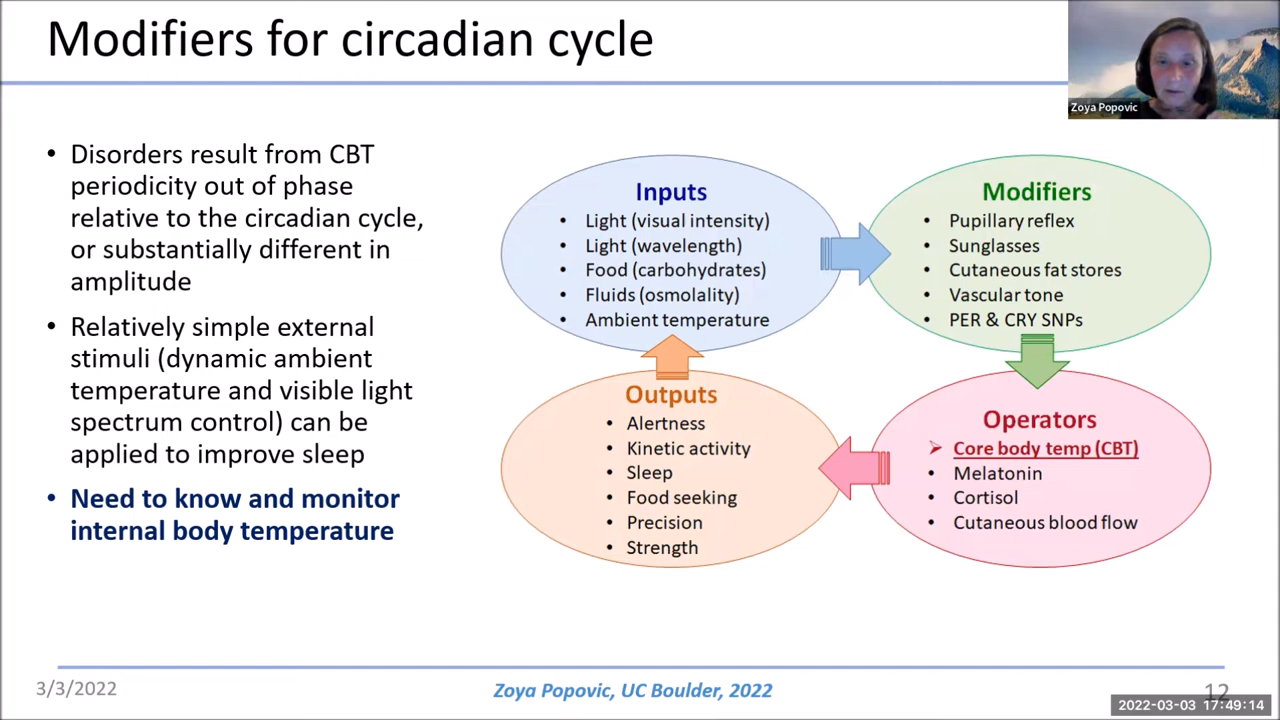 Modifiers for circadian cycle
Zoya Popovic
• Disorders result from CBT
periodicity out of phase
relative to the circadian cycle,
or substantially different in
amplitude
• Relatively simple external
stimuli (dynamic ambient
temperature and visible light
spectrum control) can be
applied to improve sleep
• Need to know and monitor
internal body temperature
Inputs
• Light (visual intensity)
• Light (wavelength)
• Food (carbohydrates)
• Fluids (osmolality)
• Ambient temperature
Modifiers
• Pupillary reflex
• Sunglasses
• Cutaneous fat stores
• Vascular tone
• PER & CRY SNPs
Outputs
• Alertness
• Kinetic activity
• Sleep
• Food seeking
• Precision
• Strength
Operators
➢ Core body temp (CBT)
• Melatonin
• Cortisol
• Cutaneous blood flow
3/3/2022
Zoya Popovic, UC Boulder, 2022
12
2022-03-03 17:49:14